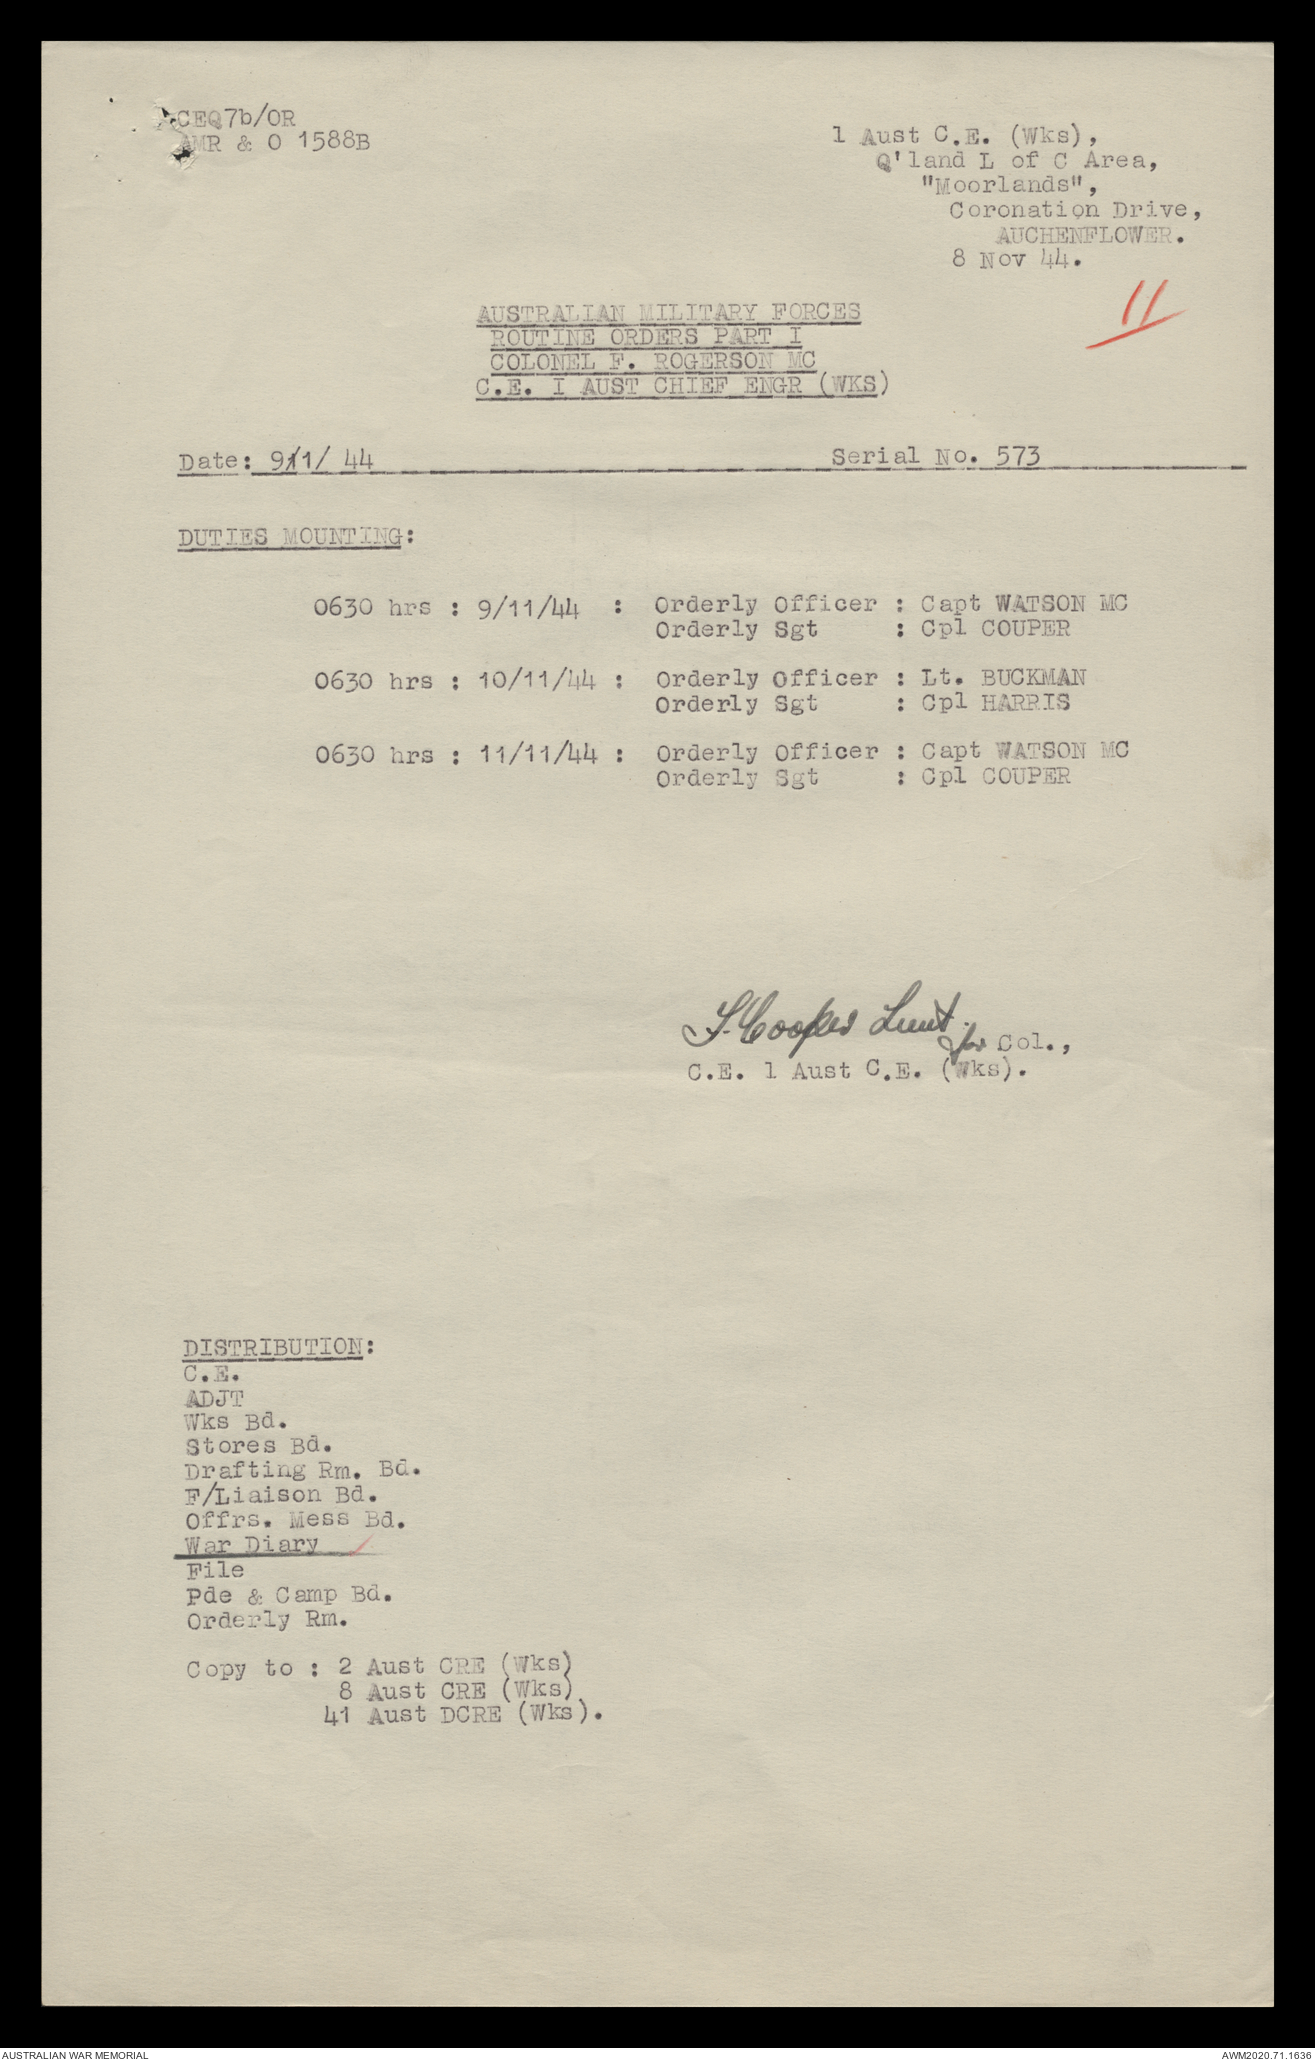 CEQ7b/OR
AMR & O 1588B
1 Aust C.E. (Wks),
Q'land L of C Area,
"Moorlands",
Coronation Drive,
AUCHENFLOWER.
8 Nov 44.
11
AUSTRALIAN MILITARY FORCES
ROUTINE ORDERS PART I
COLONEL F. ROGERSON MC
C.E. I AUST CHIEF ENGR (WKS)
Date: 9/11/ 44 Serial No. 573
DUTIES MOUNTING:
0630 hrs : 9/11/44 : Orderly Officer : Capt WATSON MC
Orderly Sgt : Cpl COUPER
0630 hrs : 10/11/44 : Orderly Officer : Lt. BUCKMAN
Orderly Sgt : Cpl HARRIS
0630 hrs : 11/11/44 : Orderly Officer : Capt WATSON MC
Orderly Sgt : Cpl COUPER
Cooper Lieut.
for Col.,
C.E. 1 Aust C.E. (Wks).
DISTRIBUTION:
C.E.
ADJT
Wks Bd.
Stores Bd.
Drafting Rm. Bd.
F/Liaison Bd.
Offrs. Mess Bd.
War Diary
File
Pde & Camp Bd.
Orderly Rm.
Copy to : 2 Aust CRE (Wks)
8 Aust CRE (Wks)
41 Aust DCRE (Wks).
AUSTRALIAN WAR MEMORIAL
AWM2020.71.1636